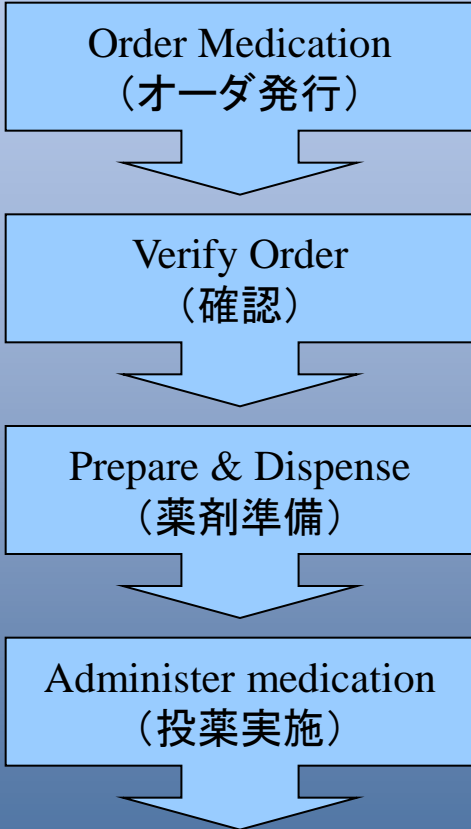 Order Medication
（オーダ発行）
Verify Order
（確認）
Prepare & Dispense
（薬剤準備）
Administer medication
（投薬実施）